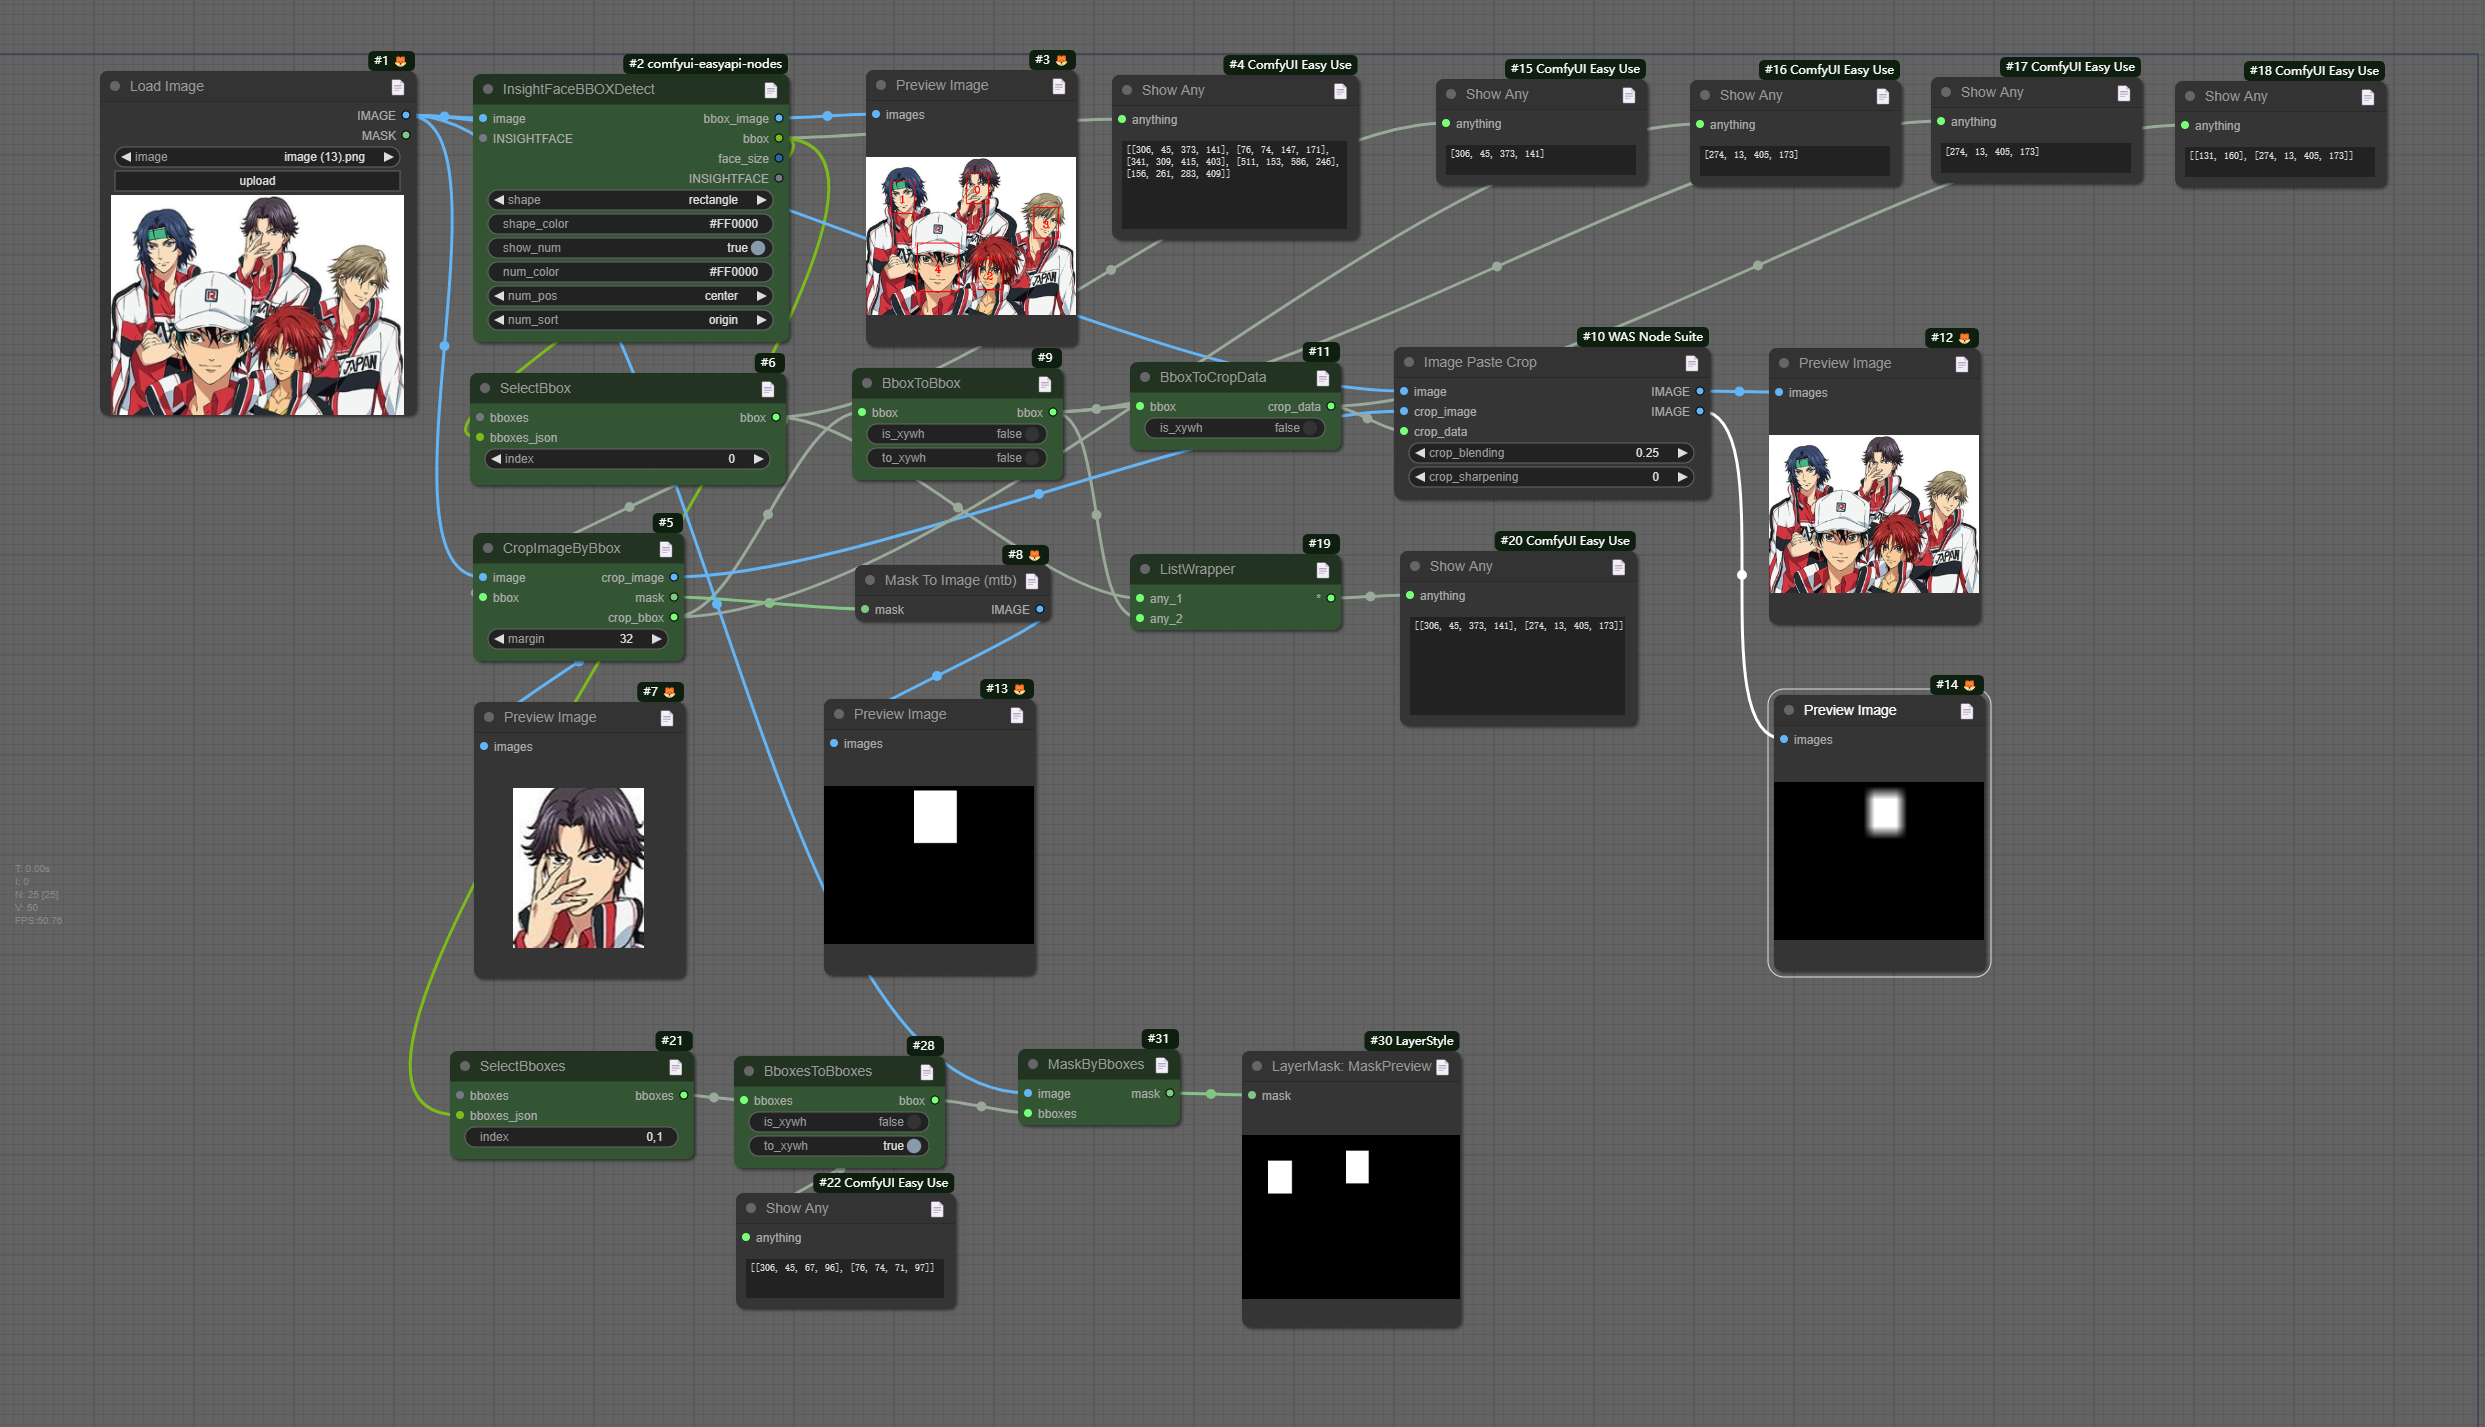 #1
Load Image
IMAGE
MASK
image image (13).png
upload
#2 comfyui-easyapi-nodes
InsightFaceBBOXDetect
image bbox_image
INSIGHTFACE bbox
face_size
INSIGHTFACE
shape rectangle
shape_color #FF0000
show_num true
num_color #FF0000
num_pos center
num_sort origin
#3
Preview Image
images
0
1
3
4
2
#4 ComfyUI Easy Use
Show Any
anything
[[306, 45, 373, 141], [76, 74, 147, 171],
[341, 309, 415, 403], [511, 153, 586, 246],
[156, 261, 283, 409]]
#15 ComfyUI Easy Use
Show Any
anything
[306, 45, 373, 141]
#16 ComfyUI Easy Use
Show Any
anything
[274, 13, 405, 173]
#17 ComfyUI Easy Use
Show Any
anything
[274, 13, 405, 173]
#18 ComfyUI Easy Use
Show Any
anything
[[131, 160], [274, 13, 405, 173]]
#6
SelectBbox
bboxes bbox
bboxes_json
index 0
#9
BboxToBbox
bbox bbox
is_xywh false
to_xywh false
#11
BboxToCropData
bbox crop_data
is_xywh false
#10 WAS Node Suite
Image Paste Crop
image IMAGE
crop_image IMAGE
crop_data
crop_blending 0.25
crop_sharpening 0
#12
Preview Image
images
#5
CropImageByBbox
image crop_image
bbox mask
crop_bbox
margin 32
#8
Mask To Image (mtb)
mask IMAGE
#19
ListWrapper
any_1 *
any_2
#20 ComfyUI Easy Use
Show Any
anything
[[306, 45, 373, 141], [274, 13, 405, 173]]
#7
Preview Image
images
#13
Preview Image
images
#14
Preview Image
images
T: 0.00s
I: 0
N: 25 [25]
V: 50
FPS:50.76
#21
SelectBboxes
bboxes bboxes
bboxes_json
index 0,1
#28
BboxesToBboxes
bboxes bbox
is_xywh false
to_xywh true
#31
MaskByBboxes
image mask
bboxes
#30 LayerStyle
LayerMask: MaskPreview
mask
#22 ComfyUI Easy Use
Show Any
anything
[[306, 45, 67, 96], [76, 74, 71, 97]]
JAPAN
R
JAPAN
R